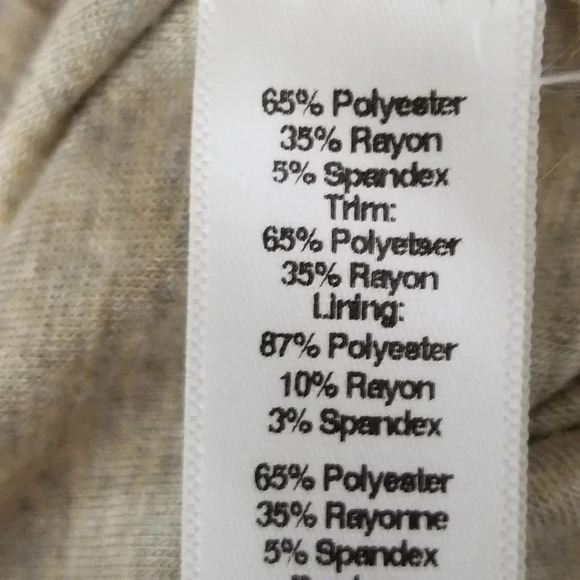 65% Polyester
35% Rayon
5% Spandex
Trim:
65% Polyetser
35% Rayon
Lining:
87% Polyester
10% Rayon
3% Spandex
65% Polyester
35% Rayonne
5% Spandex